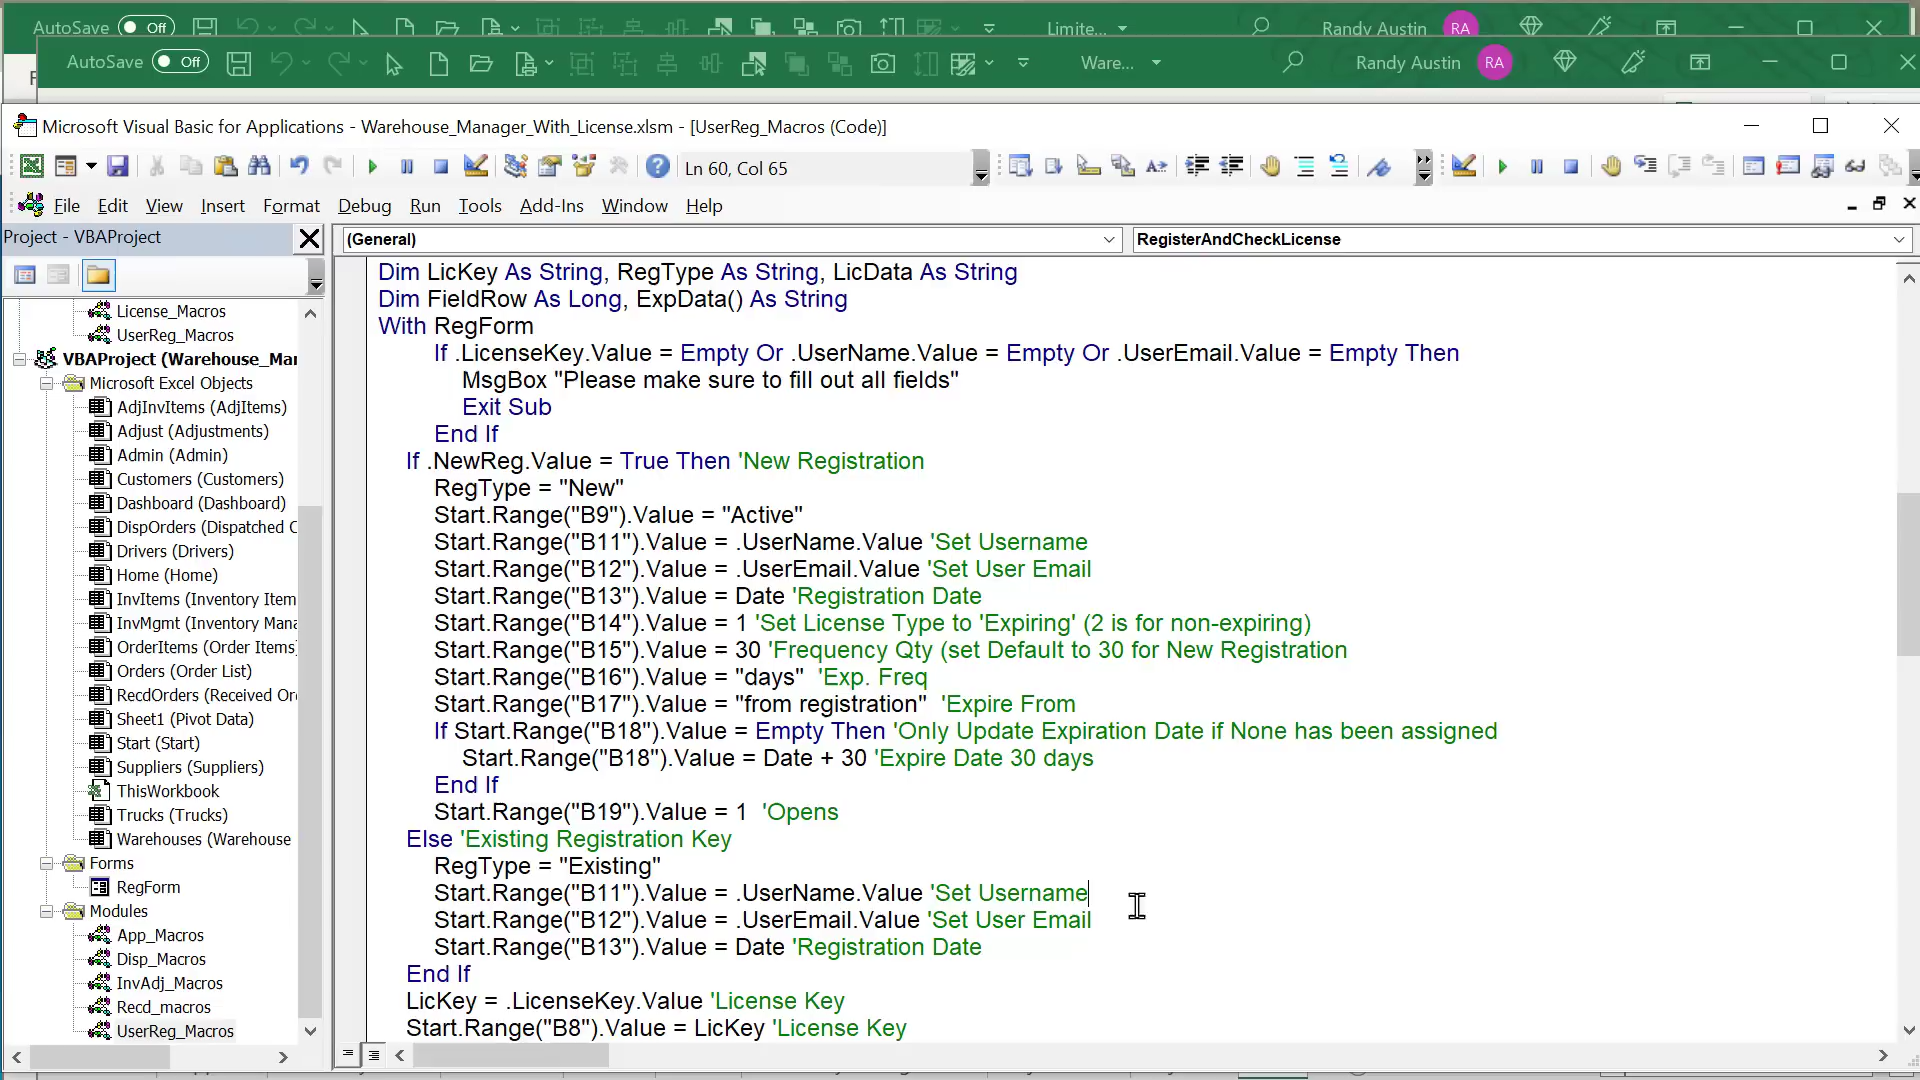 AutoSave Off Limite... Randy Austin RA
AutoSave Off Ware... Randy Austin RA
Microsoft Visual Basic for Applications - Warehouse_Manager_With_License.xlsm - [UserReg_Macros (Code)]
Ln 60, Col 65
File Edit View Insert Format Debug Run Tools Add-Ins Window Help
Project - VBAProject
(General) RegisterAndCheckLicense
License_Macros
UserReg_Macros
VBAProject (Warehouse_Mar
Microsoft Excel Objects
AdjInvItems (AdjItems)
Adjust (Adjustments)
Admin (Admin)
Customers (Customers)
Dashboard (Dashboard)
DispOrders (Dispatched C
Drivers (Drivers)
Home (Home)
InvItems (Inventory Item
InvMgmt (Inventory Mana
OrderItems (Order Items)
Orders (Order List)
RecdOrders (Received Or
Sheet1 (Pivot Data)
Start (Start)
Suppliers (Suppliers)
ThisWorkbook
Trucks (Trucks)
Warehouses (Warehouse
Forms
RegForm
Modules
App_Macros
Disp_Macros
InvAdj_Macros
Recd_macros
UserReg_Macros
Dim LicKey As String, RegType As String, LicData As String
Dim FieldRow As Long, ExpData() As String
With RegForm
If .LicenseKey.Value = Empty Or .UserName.Value = Empty Or .UserEmail.Value = Empty Then
MsgBox "Please make sure to fill out all fields"
Exit Sub
End If
If .NewReg.Value = True Then 'New Registration
RegType = "New"
Start.Range("B9").Value = "Active"
Start.Range("B11").Value = .UserName.Value 'Set Username
Start.Range("B12").Value = .UserEmail.Value 'Set User Email
Start.Range("B13").Value = Date 'Registration Date
Start.Range("B14").Value = 1 'Set License Type to 'Expiring' (2 is for non-expiring)
Start.Range("B15").Value = 30 'Frequency Qty (set Default to 30 for New Registration
Start.Range("B16").Value = "days" 'Exp. Freq
Start.Range("B17").Value = "from registration" 'Expire From
If Start.Range("B18").Value = Empty Then 'Only Update Expiration Date if None has been assigned
Start.Range("B18").Value = Date + 30 'Expire Date 30 days
End If
Start.Range("B19").Value = 1 'Opens
Else 'Existing Registration Key
RegType = "Existing"
Start.Range("B11").Value = .UserName.Value 'Set Username
Start.Range("B12").Value = .UserEmail.Value 'Set User Email
Start.Range("B13").Value = Date 'Registration Date
End If
LicKey = .LicenseKey.Value 'License Key
Start.Range("B8").Value = LicKey 'License Key